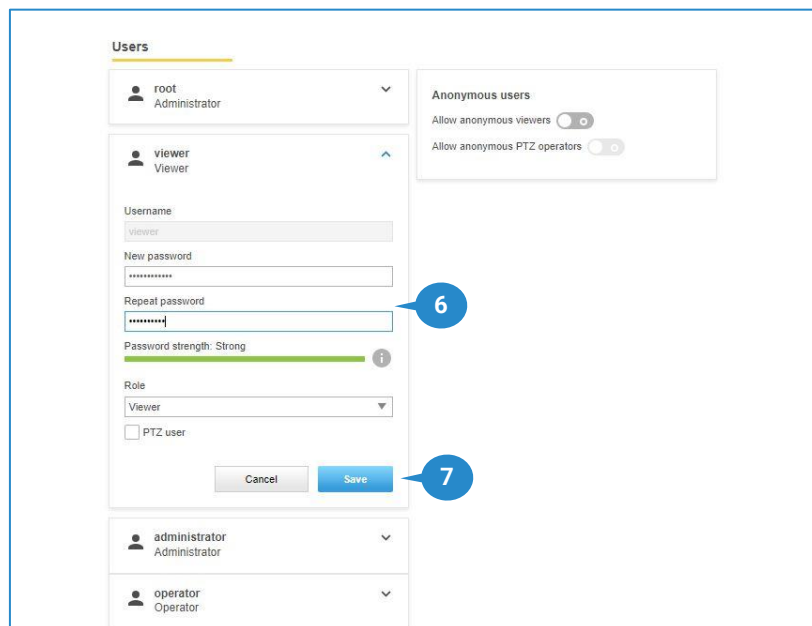 Users
root
Administrator
viewer
Viewer
Username
viewer
New password
••••••••••••
Repeat password
••••••••••
Password strength: Strong
i
Role
Viewer
PTZ user
Cancel
Save
administrator
Administrator
operator
Operator
Anonymous users
Allow anonymous viewers
Allow anonymous PTZ operators
6
7